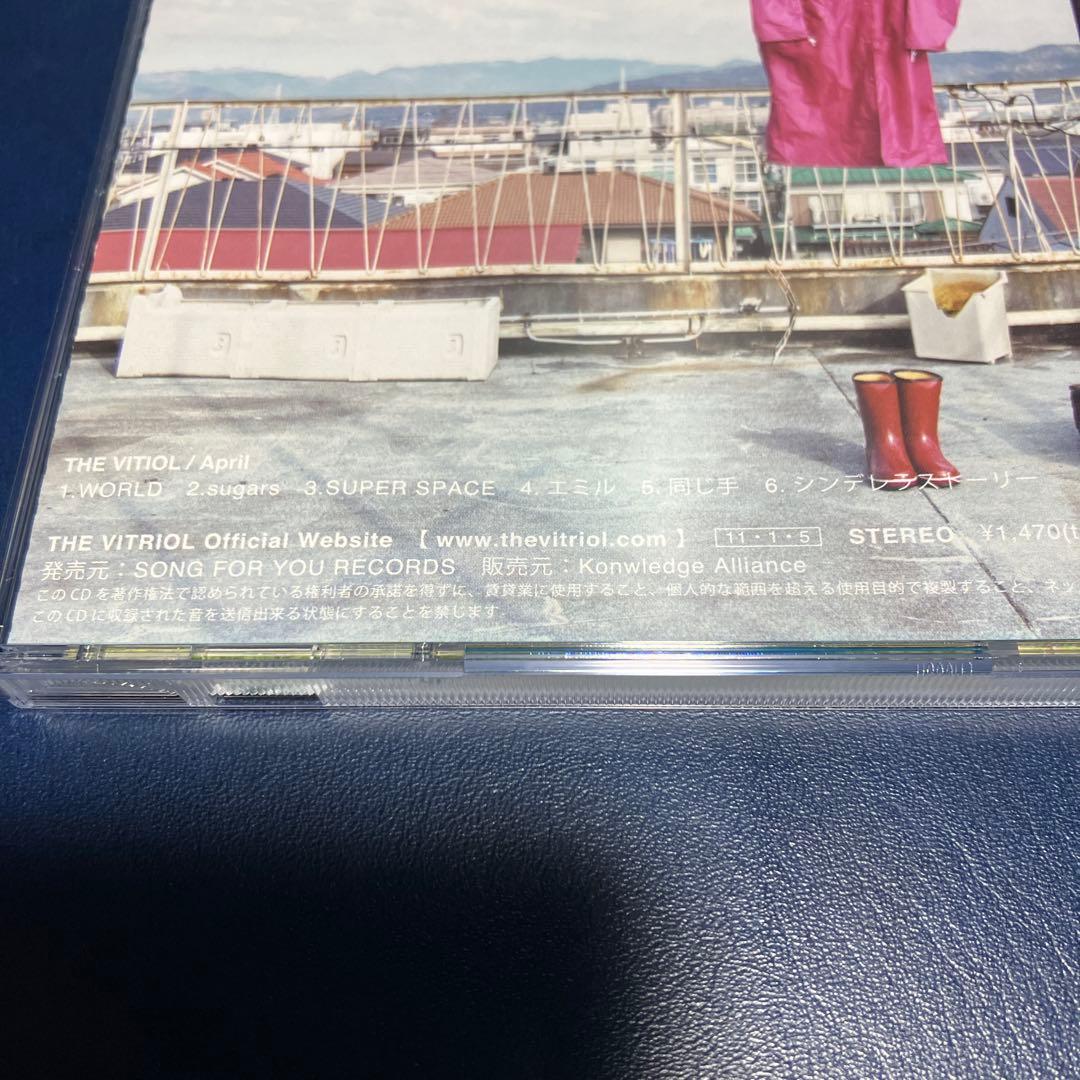 THE VITIOL / April
1.WORLD 2.sugars 3.SUPER SPACE 4. エミル 5. 同じ手 6. シンデレラストーリー
THE VITRIOL Official Website 【 www.thevitriol.com 】 11・1・5 STEREO ¥1,470(t
発売元：SONG FOR YOU RECORDS 販売元：Konwledge Alliance
このCDを著作権法で認められている権利者の承諾を得ずに、賃貸業に使用すること、個人的な範囲を超える使用目的で複製すること、ネッ
このCDに収録された音を送信出来る状態にすることを禁じます。